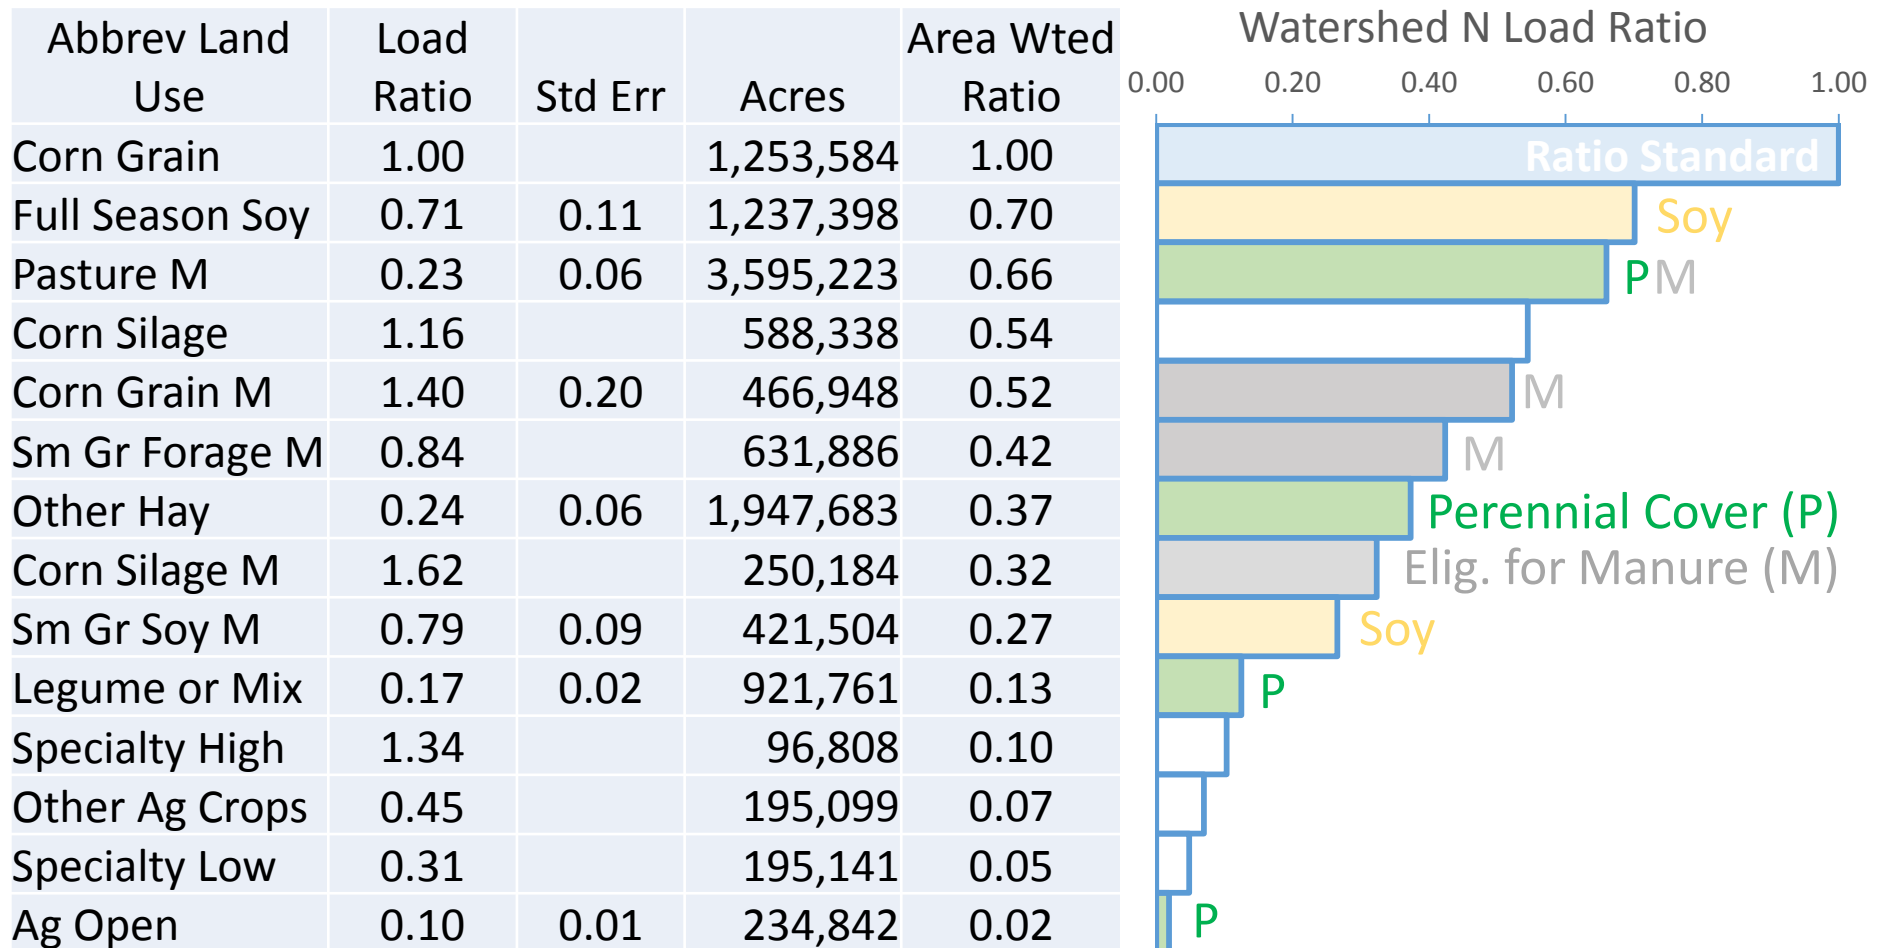 Abbrev Land Use Load Ratio Std Err Acres Area Wted Ratio
Corn Grain 1.00 1,253,584 1.00
Full Season Soy 0.71 0.11 1,237,398 0.70
Pasture M 0.23 0.06 3,595,223 0.66
Corn Silage 1.16 588,338 0.54
Corn Grain M 1.40 0.20 466,948 0.52
Sm Gr Forage M 0.84 631,886 0.42
Other Hay 0.24 0.06 1,947,683 0.37
Corn Silage M 1.62 250,184 0.32
Sm Gr Soy M 0.79 0.09 421,504 0.27
Legume or Mix 0.17 0.02 921,761 0.13
Specialty High 1.34 96,808 0.10
Other Ag Crops 0.45 195,099 0.07
Specialty Low 0.31 195,141 0.05
Ag Open 0.10 0.01 234,842 0.02
Watershed N Load Ratio
0.00 0.20 0.40 0.60 0.80 1.00
Ratio Standard
Soy
PM
M
M
Perennial Cover (P)
Elig. for Manure (M)
Soy
P
P